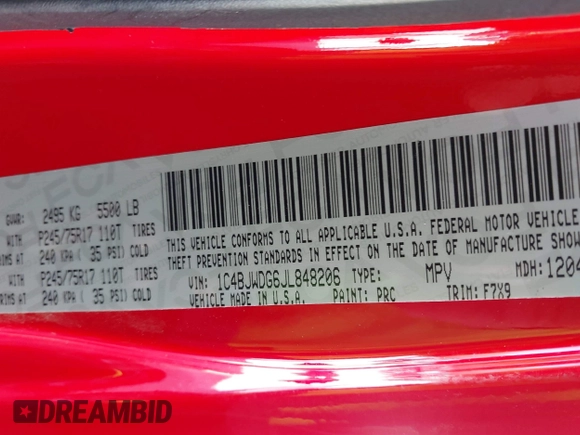 GVWR: 2495 KG 5500 LB
WITH P245/75R17 110T TIRES
RIMS AT 240 KPA ( 35 PSI) COLD
WITH P245/75R17 110T TIRES
RIMS AT 240 KPA ( 35 PSI) COLD
THIS VEHICLE CONFORMS TO ALL APPLICABLE U.S.A. FEDERAL MOTOR VEHICLE
THEFT PREVENTION STANDARDS IN EFFECT ON THE DATE OF MANUFACTURE SHOW
VIN: 1C4BJWDG6JL848206 TYPE: MPV MDH: 1204
VEHICLE MADE IN U.S.A. PAINT: PRC TRIM: F7X9
DREAMBID